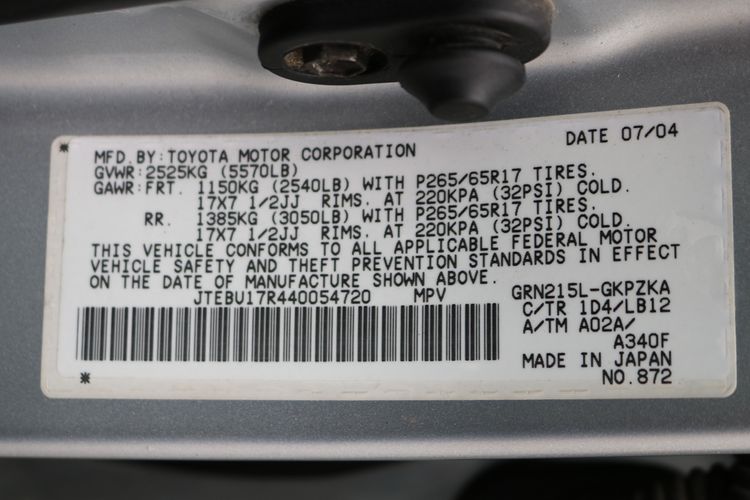 DATE 07/04
MFD.BY:TOYOTA MOTOR CORPORATION
GVWR:2525KG (5570LB)
GAWR:FRT. 1150KG (2540LB) WITH P265/65R17 TIRES.
17X7 1/2JJ RIMS. AT 220KPA (32PSI) COLD.
RR. 1385KG (3050LB) WITH P265/65R17 TIRES.
17X7 1/2JJ RIMS. AT 220KPA (32PSI) COLD.
THIS VEHICLE CONFORMS TO ALL APPLICABLE FEDERAL MOTOR
VEHICLE SAFETY AND THEFT PREVENTION STANDARDS IN EFFECT
ON THE DATE OF MANUFACTURE SHOWN ABOVE.
JTEBU17R440054720 MPV GRN215L-GKPZKA
C/TR 1D4/LB12
A/TM A02A/
A340F
MADE IN JAPAN
NO.872